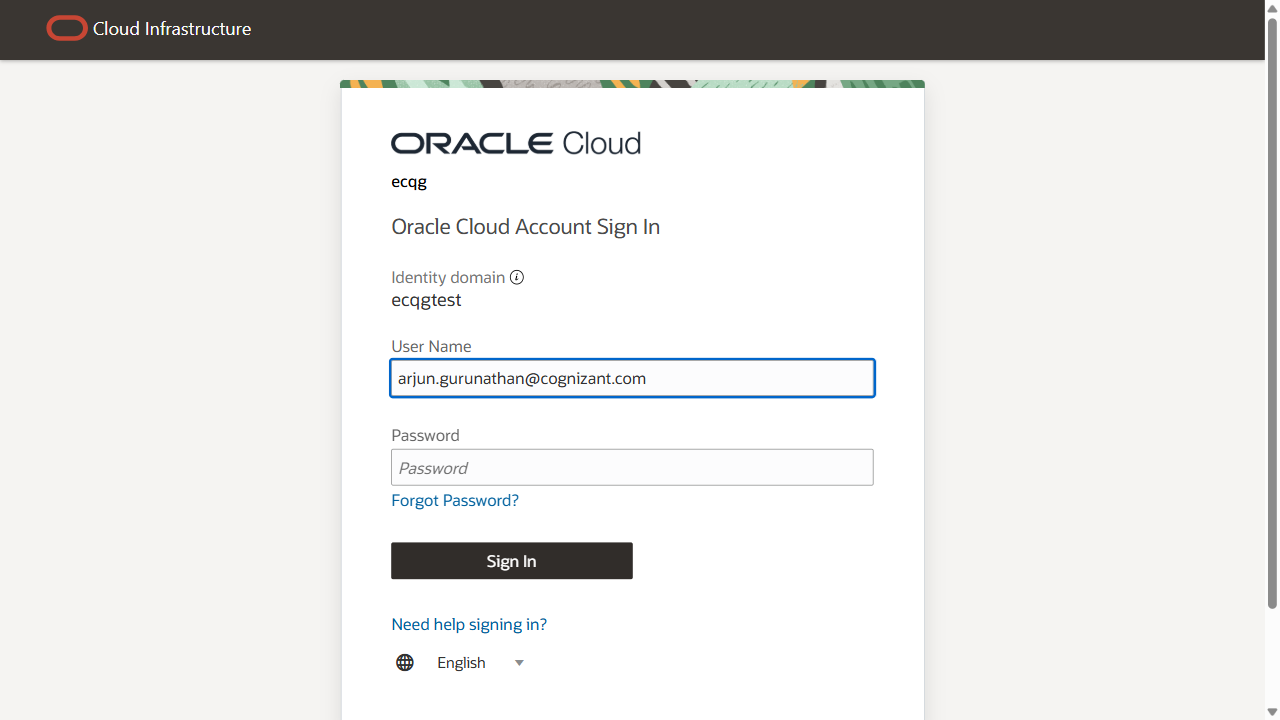 Cloud Infrastructure
ORACLE Cloud
ecqg
Oracle Cloud Account Sign In
Identity domain
ecqgtest
User Name
arjun.gurunathan@cognizant.com
Password
Password
Forgot Password?
Sign In
Need help signing in?
English